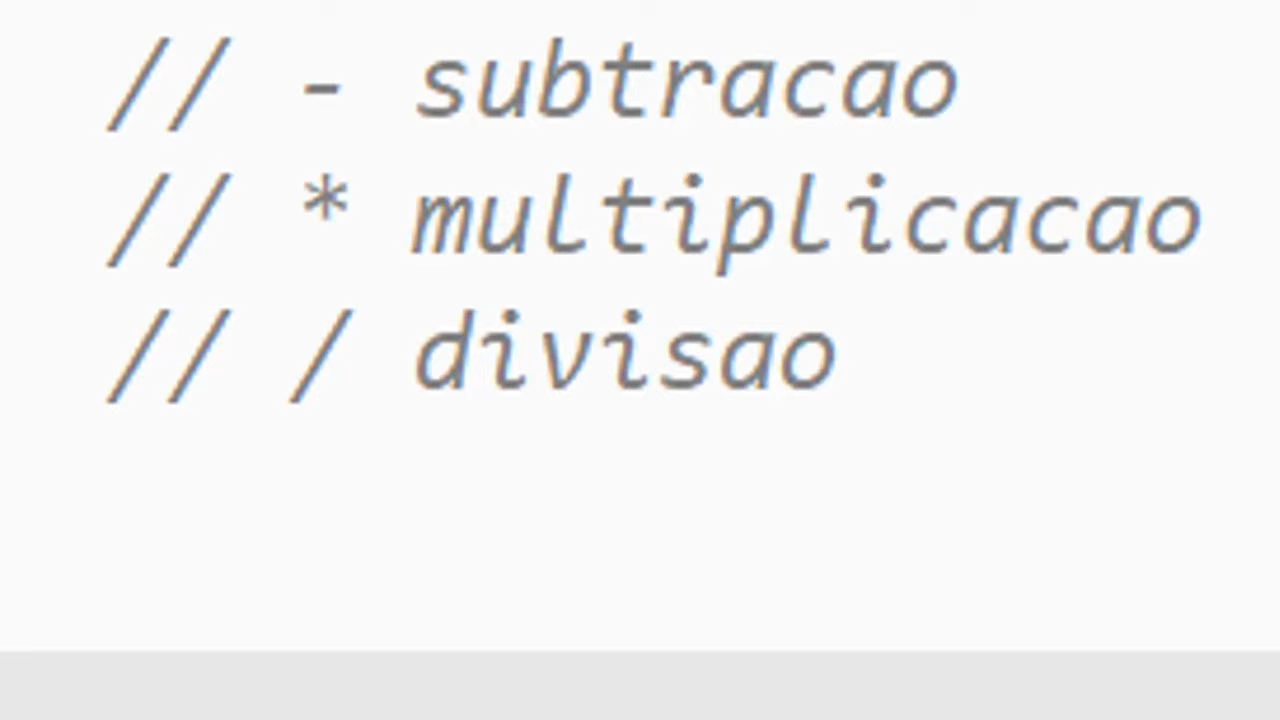 // - subtracao
// * multiplicacao
// / divisao